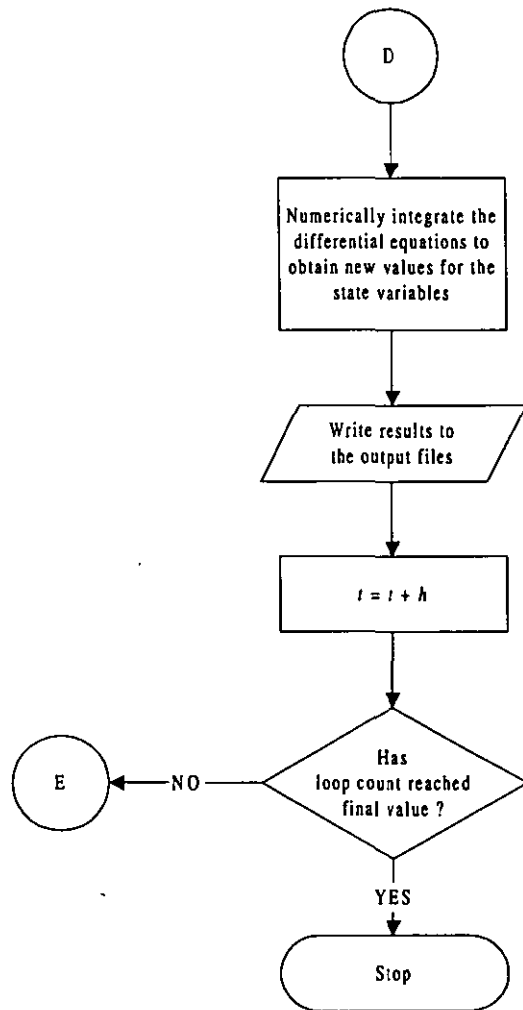 D
Numerically integrate the
differential equations to
obtain new values for the
state variables
Write results to
the output files
t = t + h
Has
loop count reached
final value ?
NO
E
YES
Stop